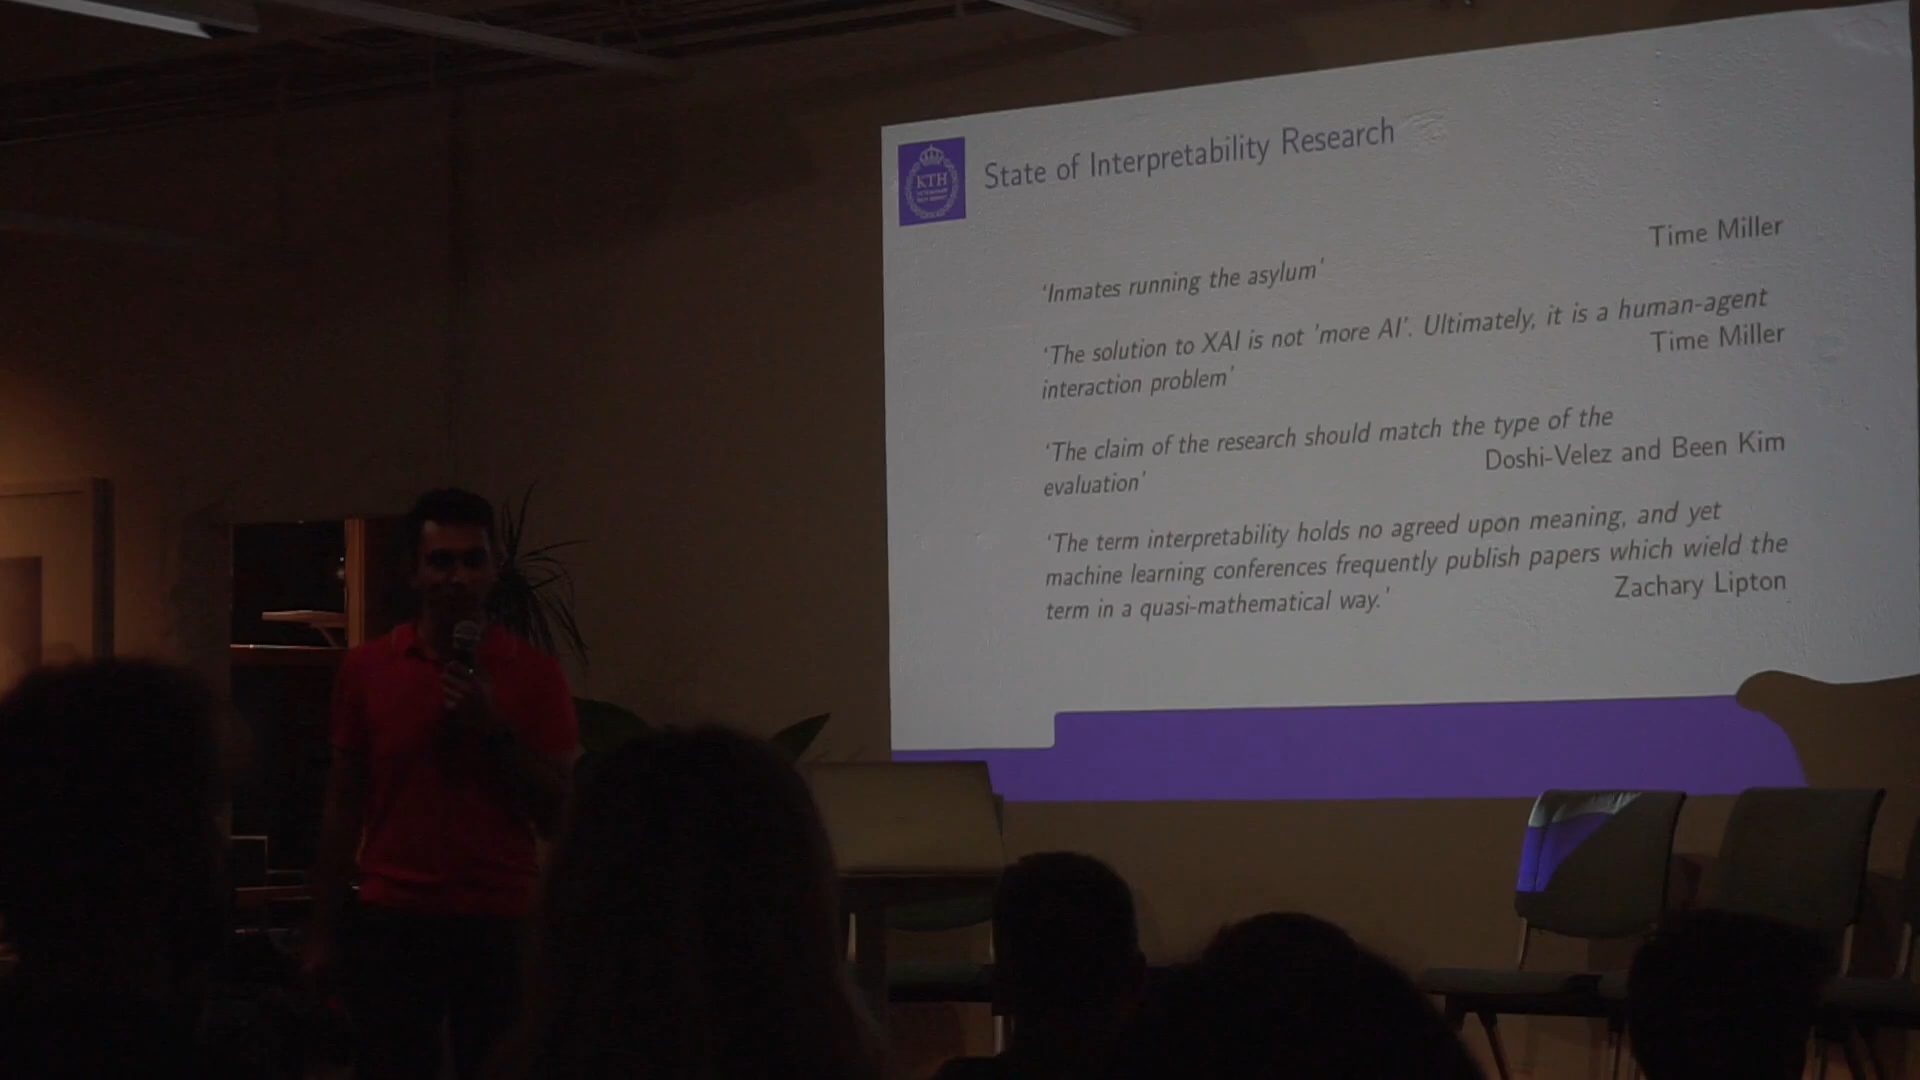 KTH
State of Interpretability Research
Time Miller
‘Inmates running the asylum’
‘The solution to XAI is not 'more AI'. Ultimately, it is a human-agent
Time Miller
interaction problem’
‘The claim of the research should match the type of the
Doshi-Velez and Been Kim
evaluation’
‘The term interpretability holds no agreed upon meaning, and yet
machine learning conferences frequently publish papers which wield the
term in a quasi-mathematical way.’
Zachary Lipton